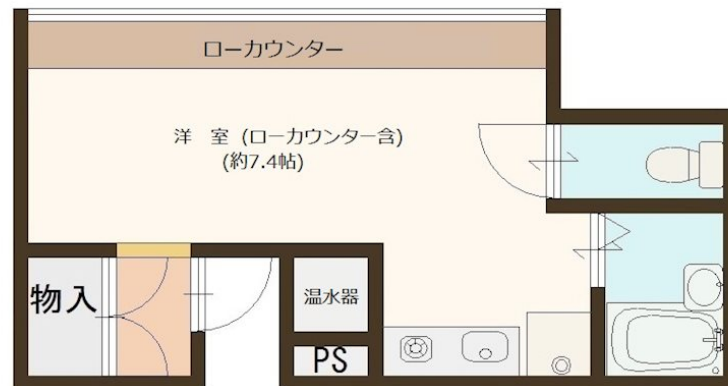 ローカウンター
洋　室 (ローカウンター含)
(約7.4帖)
物入
温水器
PS